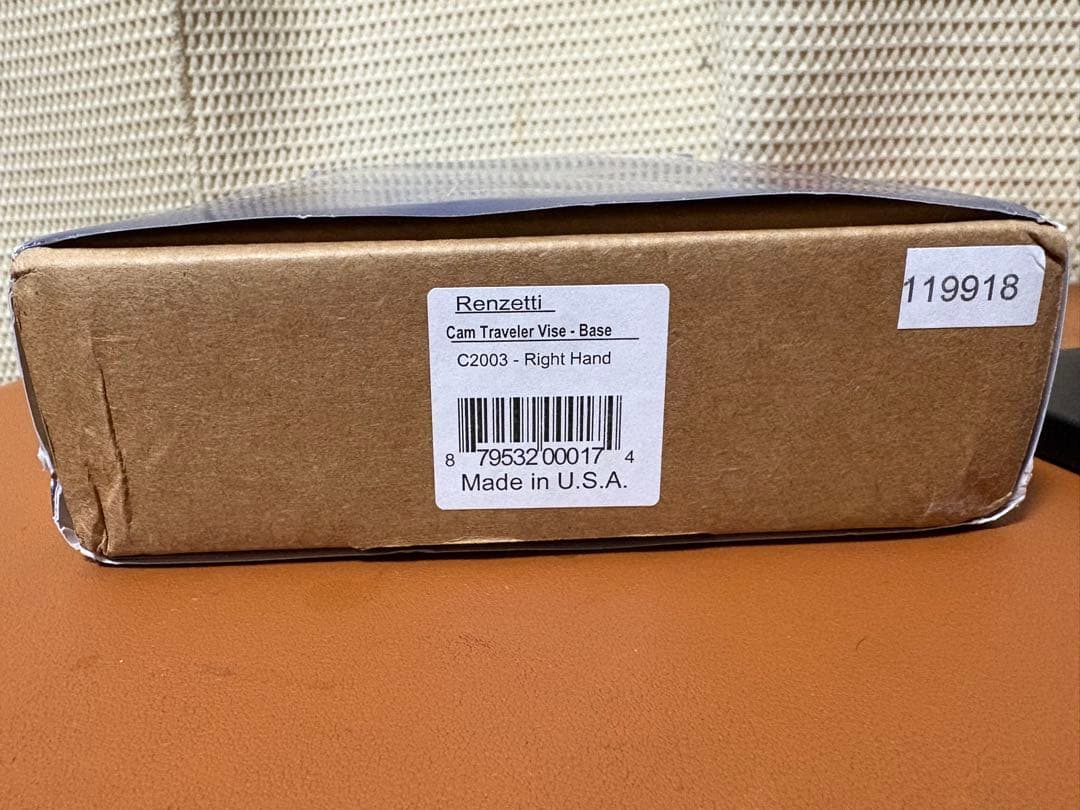 Renzetti
Cam Traveler Vise - Base
C2003 - Right Hand
8 79532 00017 4
Made in U.S.A.
119918